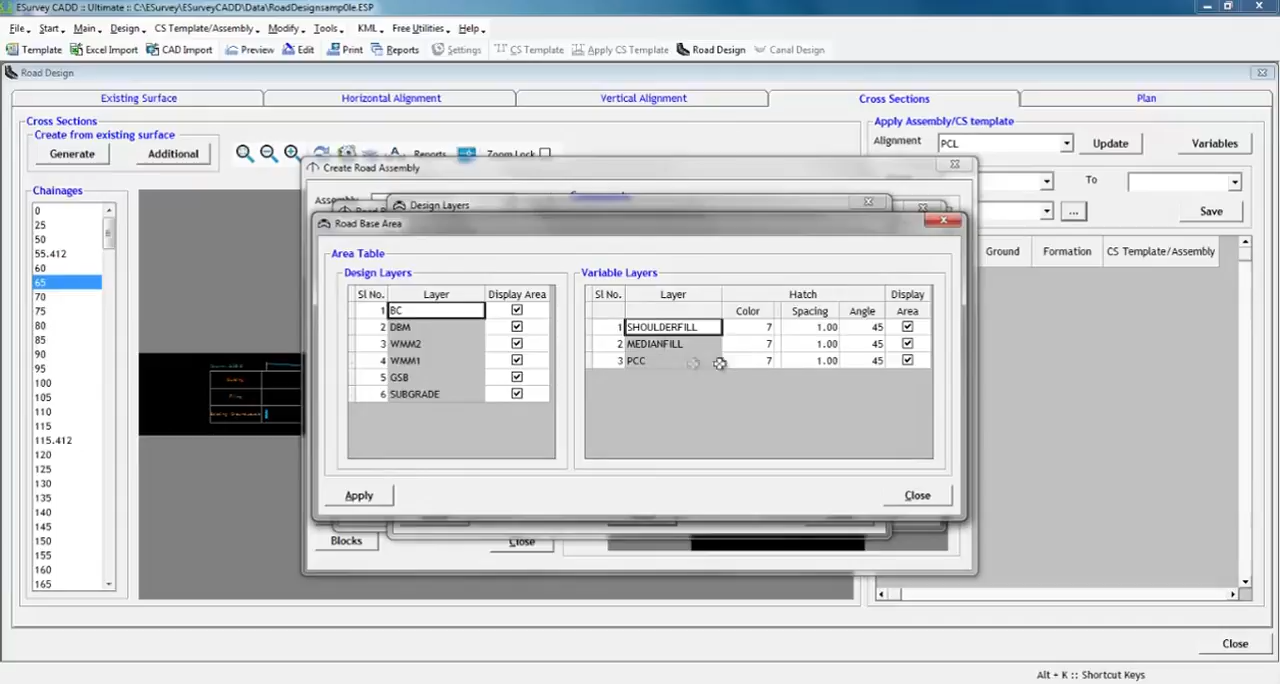 ESurvey CADD :: Ultimate :: C:\ESurvey\ESurveyCADD\Data\RoadDesignsamp0le.ESP
File Start Main Design CS Template/Assembly Modify Tools KML Free Utilities Help
Template Excel Import CAD Import Preview Edit Print Reports Settings CS Template Apply CS Template Road Design Canal Design
Road Design
Existing Surface Horizontal Alignment Vertical Alignment Cross Sections Plan
Cross Sections
Create from existing surface
Generate Additional
Reports Zoom Lock
Apply Assembly/CS template
Alignment PCL Update Variables
To
... Save
Ground Formation CS Template/Assembly
Chainages
0
25
50
55.412
60
65
70
75
80
85
90
95
100
105
110
115
115.412
120
125
130
135
140
145
150
155
160
165
Create Road Assembly
Design Layers
Road Base Area
Area Table
Design Layers
Sl No. Layer Display Area
1 BC
2 DBM
3 WMM2
4 WMM1
5 GSB
6 SUBGRADE
Variable Layers
Sl No. Layer Hatch Display
Color Spacing Angle Area
1 SHOULDERFILL 7 1.00 45
2 MEDIANFILL 7 1.00 45
3 PCC 7 1.00 45
Apply Close
Blocks Close
Close
Alt + K :: Shortcut Keys